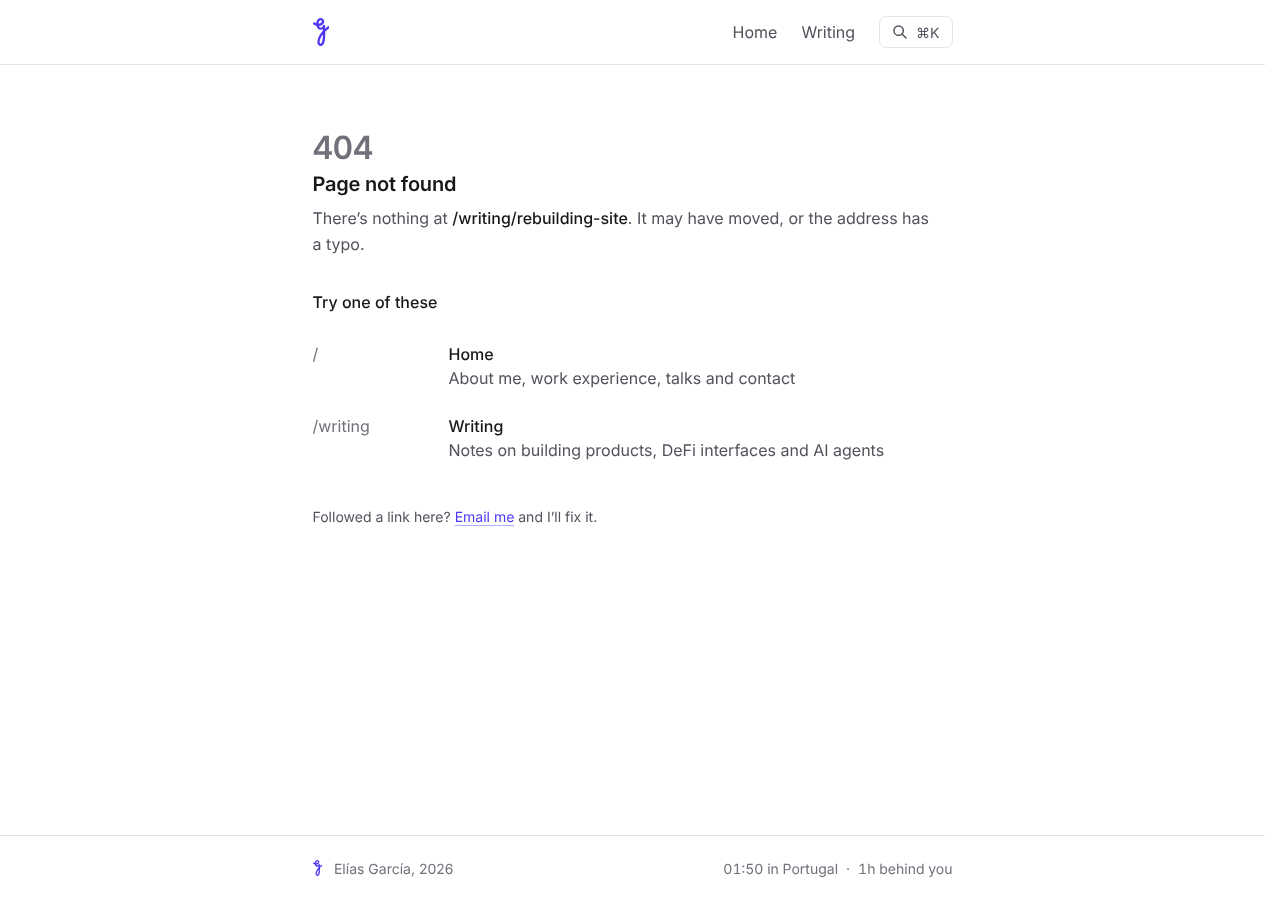 Home
Writing
⌘K
404
Page not found
There’s nothing at /writing/rebuilding-site. It may have moved, or the address has
a typo.
Try one of these
/
Home
About me, work experience, talks and contact
/writing
Writing
Notes on building products, DeFi interfaces and AI agents
Followed a link here? Email me and I’ll fix it.
Elías García, 2026
01:50 in Portugal · 1h behind you